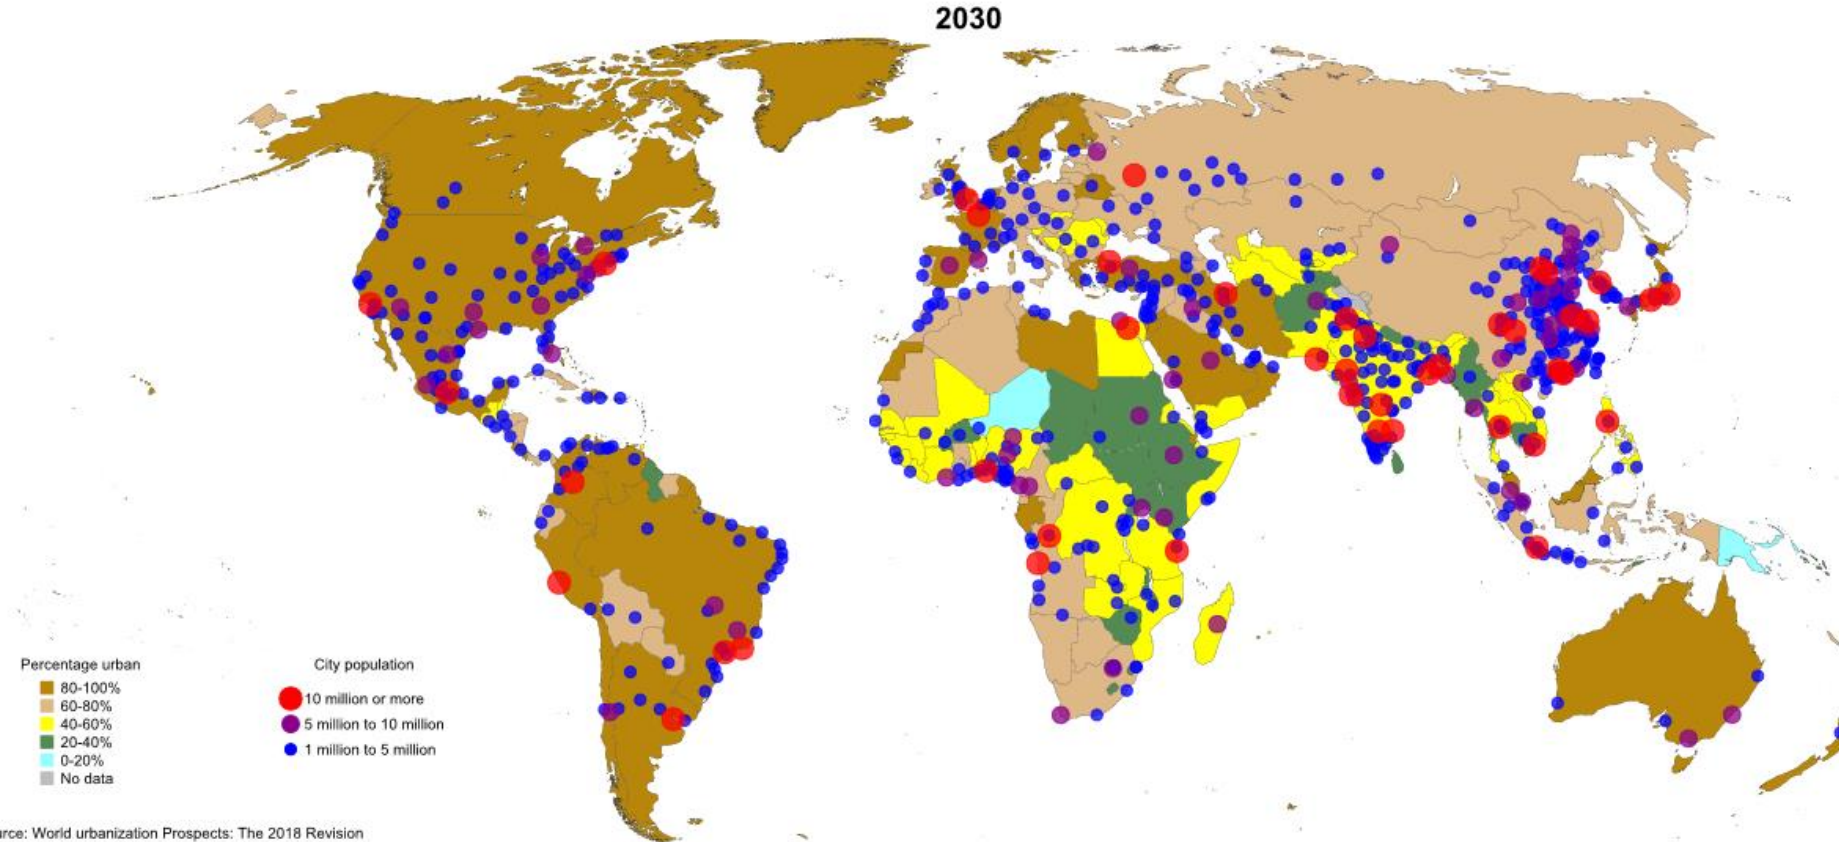 2030
Percentage urban
80-100%
60-80%
40-60%
20-40%
0-20%
No data
City population
10 million or more
5 million to 10 million
1 million to 5 million
urce: World urbanization Prospects: The 2018 Revision